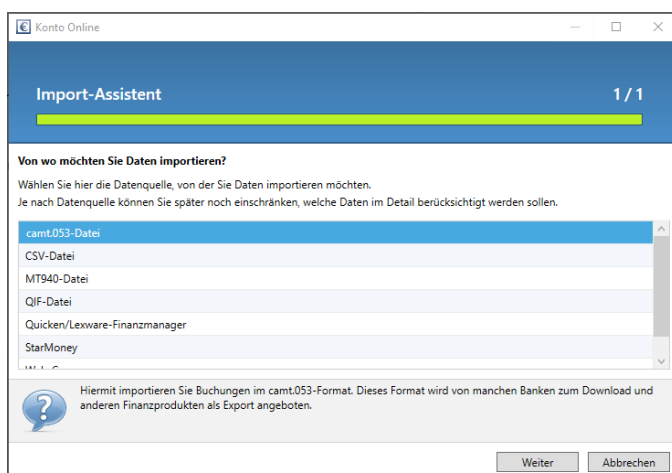 Konto Online
Import-Assistent
1 / 1
Von wo möchten Sie Daten importieren?
Wählen Sie hier die Datenquelle, von der Sie Daten importieren möchten.
Je nach Datenquelle können Sie später noch einschränken, welche Daten im Detail berücksichtigt werden sollen.
camt.053-Datei
CSV-Datei
MT940-Datei
QIF-Datei
Quicken/Lexware-Finanzmanager
StarMoney
Hiermit importieren Sie Buchungen im camt.053-Format. Dieses Format wird von manchen Banken zum Download und
anderen Finanzprodukten als Export angeboten.
Weiter
Abbrechen